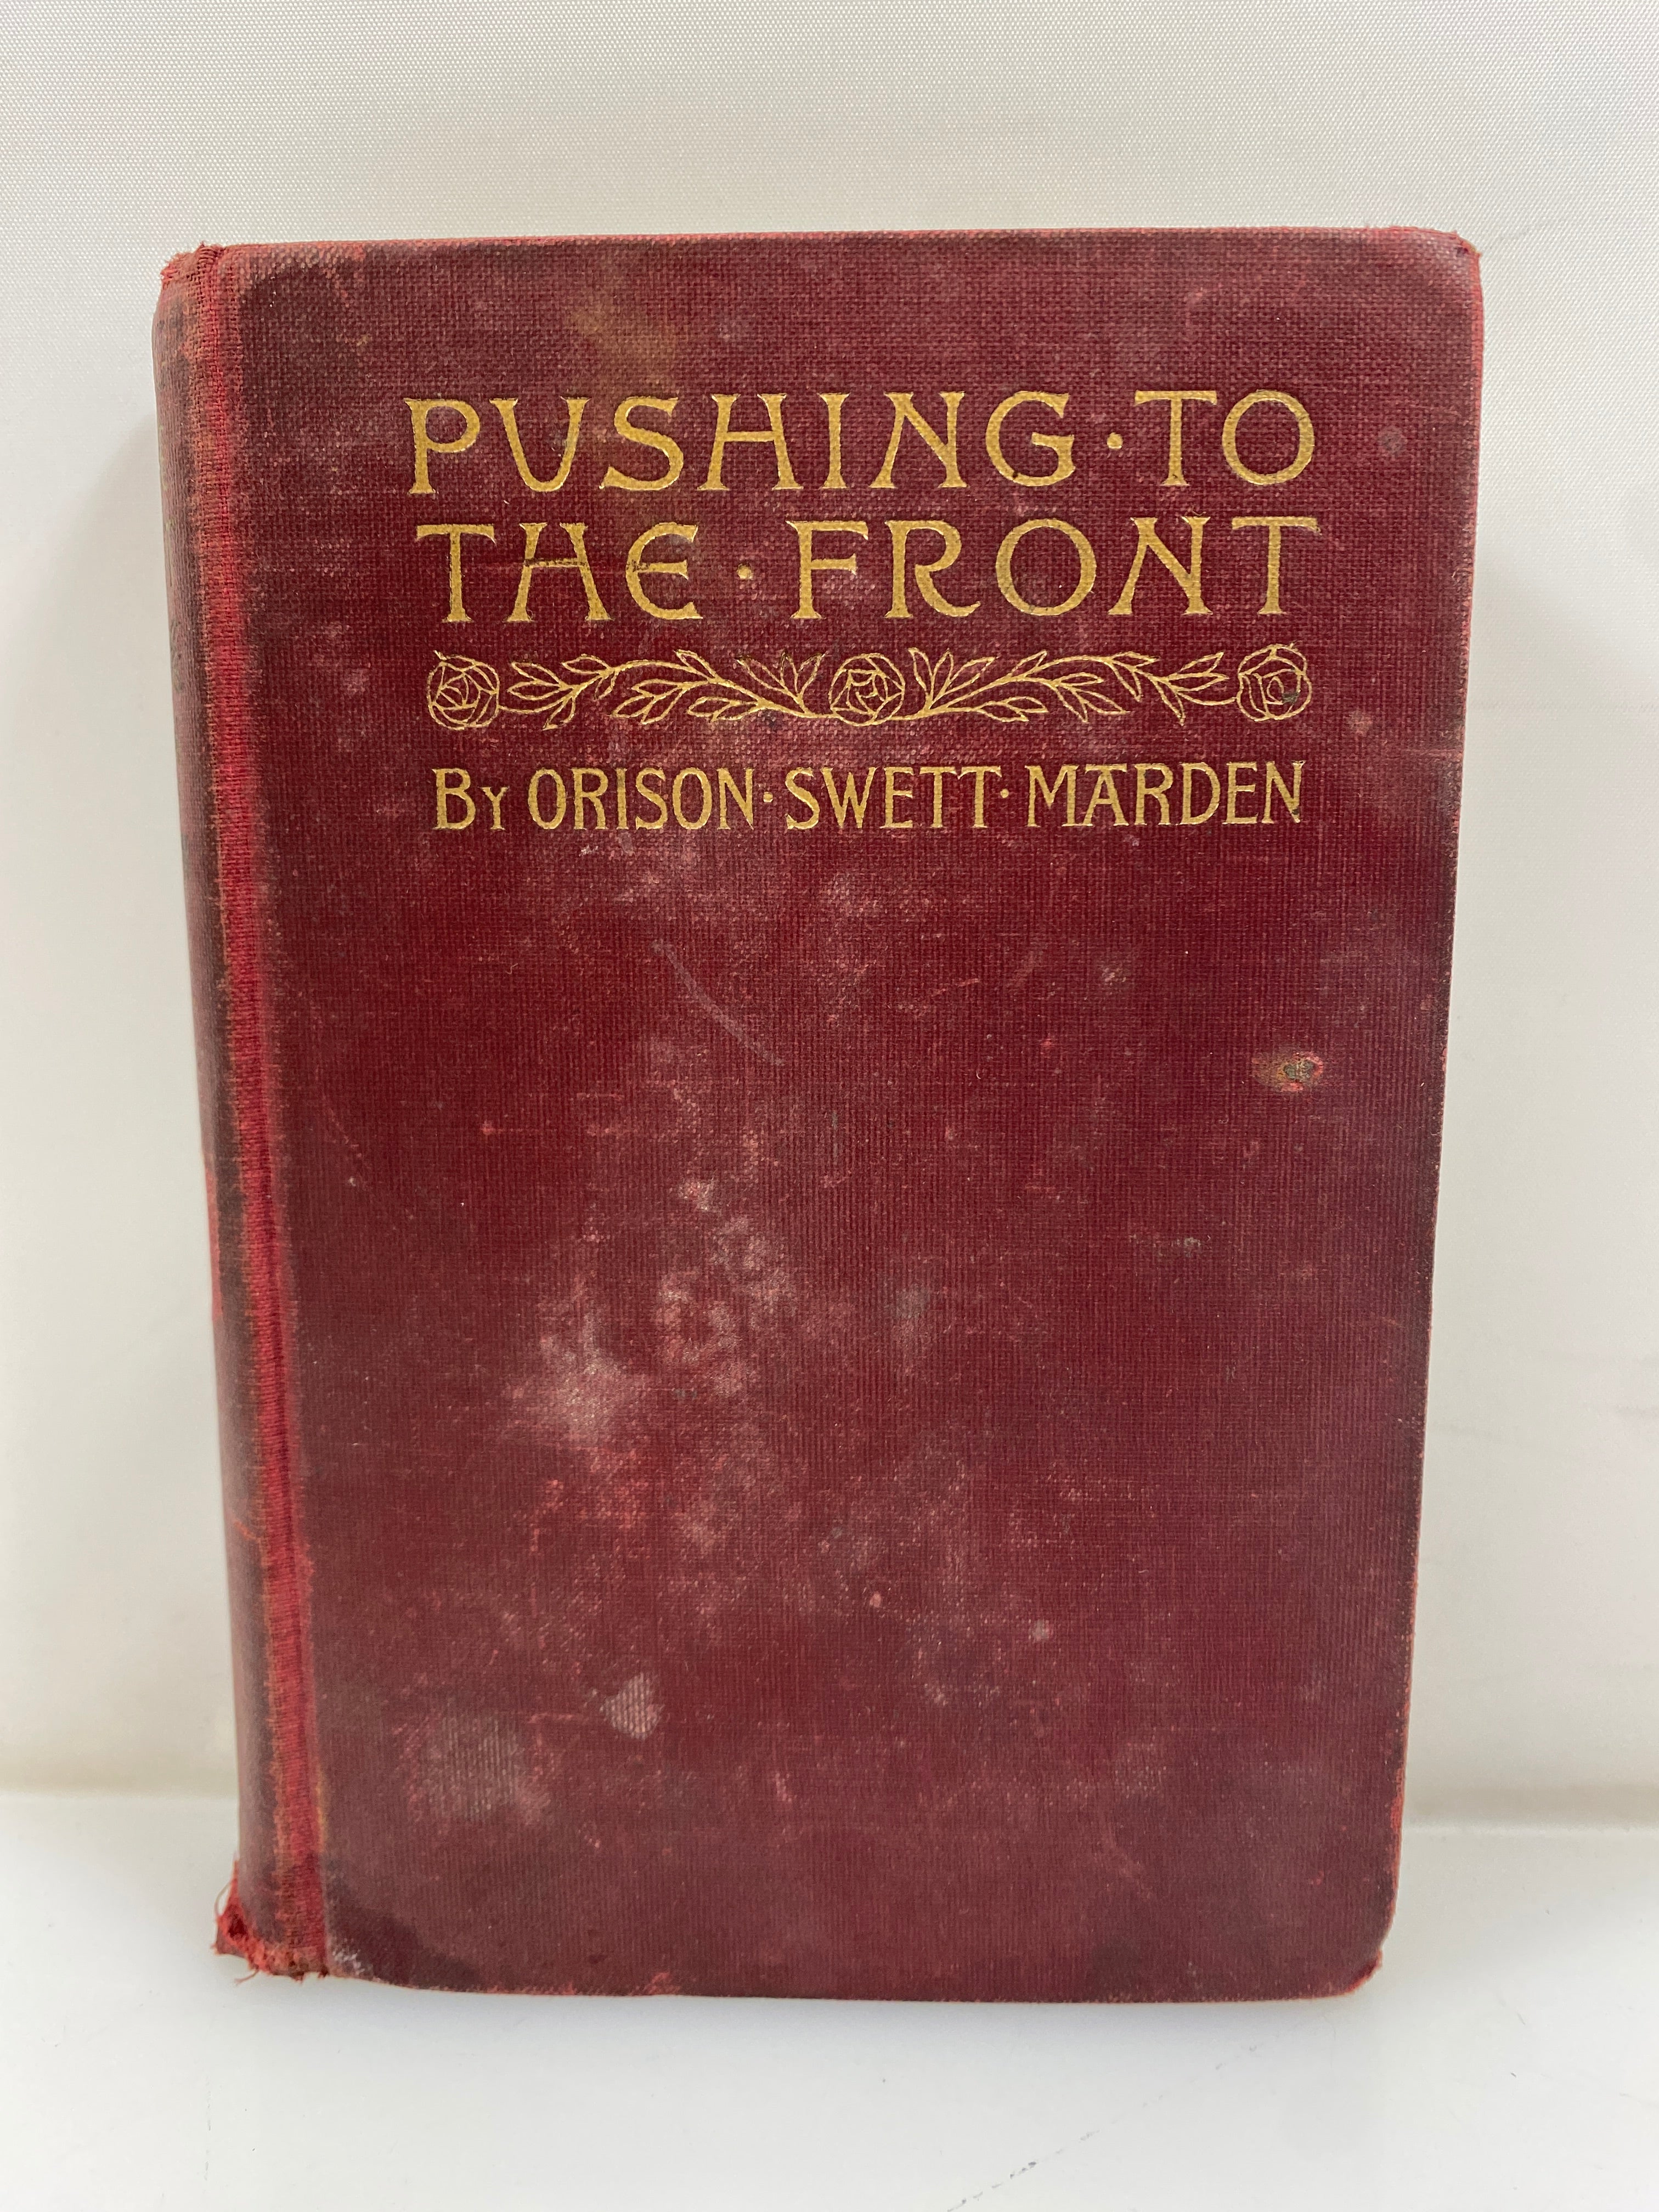 PUSHING·TO
THE·FRONT
By ORISON·SWETT·MARDEN